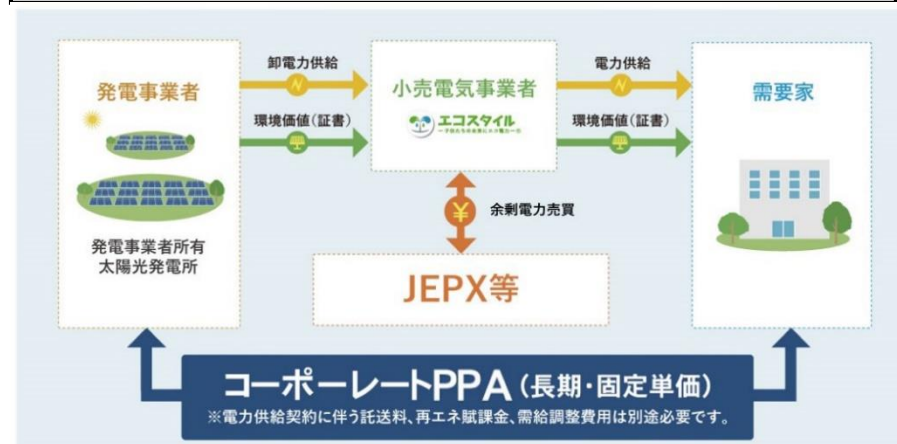 発電事業者
発電事業者所有
太陽光発電所
卸電力供給
環境価値(証書)
小売電気事業者
エコスタイル
電力供給
環境価値(証書)
需要家
¥
余剰電力売買
JEPX等
コーポレートPPA(長期・固定単価)
※電力供給契約に伴う託送料、再エネ賦課金、需給調整費用は別途必要です。